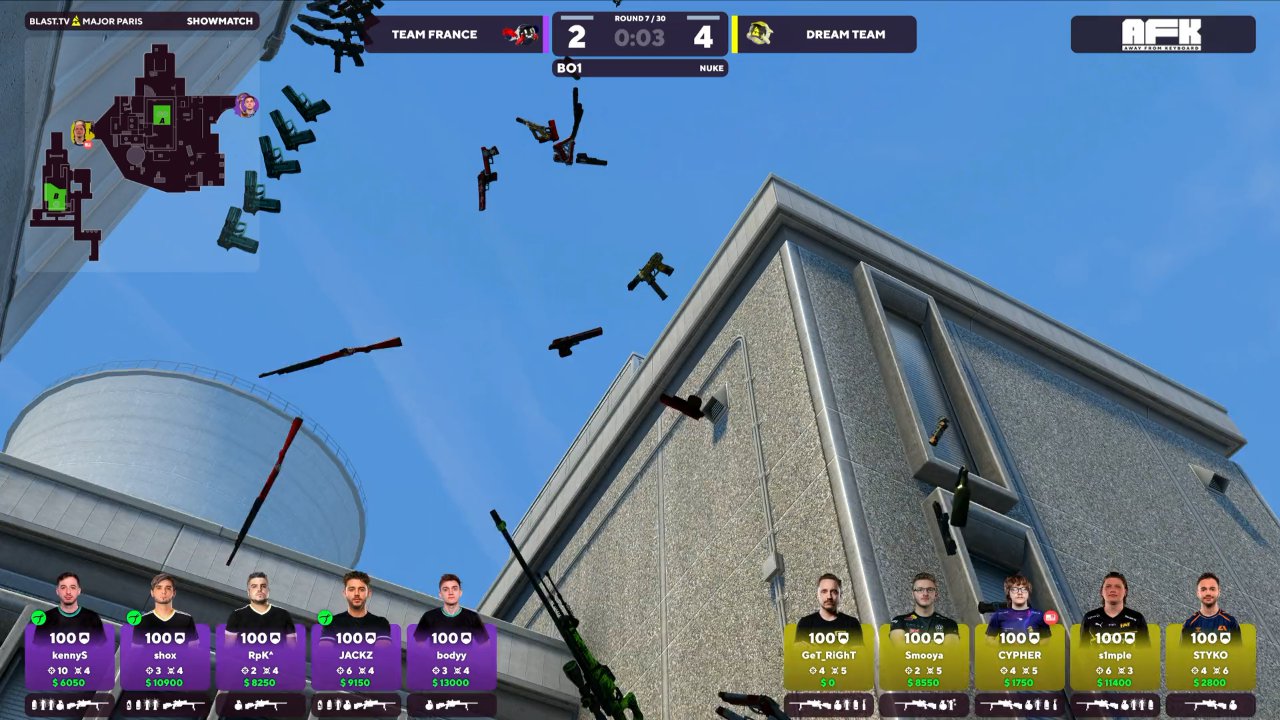 BLAST.TV MAJOR PARIS SHOWMATCH
TEAM FRANCE
2
ROUND 7 / 30
0:03
4
DREAM TEAM
BO1 NUKE
AFK
AWAY FROM KEYBOARD
100
kennyS
10 4
$ 6050
100
shox
3 4
$ 10900
100
RpK^
2 4
$ 8250
100
JACKZ
6 4
$ 9150
100
bodyy
3 4
$ 13000
100
GeT_RiGhT
4 5
$ 0
100
Smooya
2 5
$ 8550
100
CYPHER
4 5
$ 1750
100
s1mple
6 3
$ 11400
100
STYKO
4 6
$ 2800